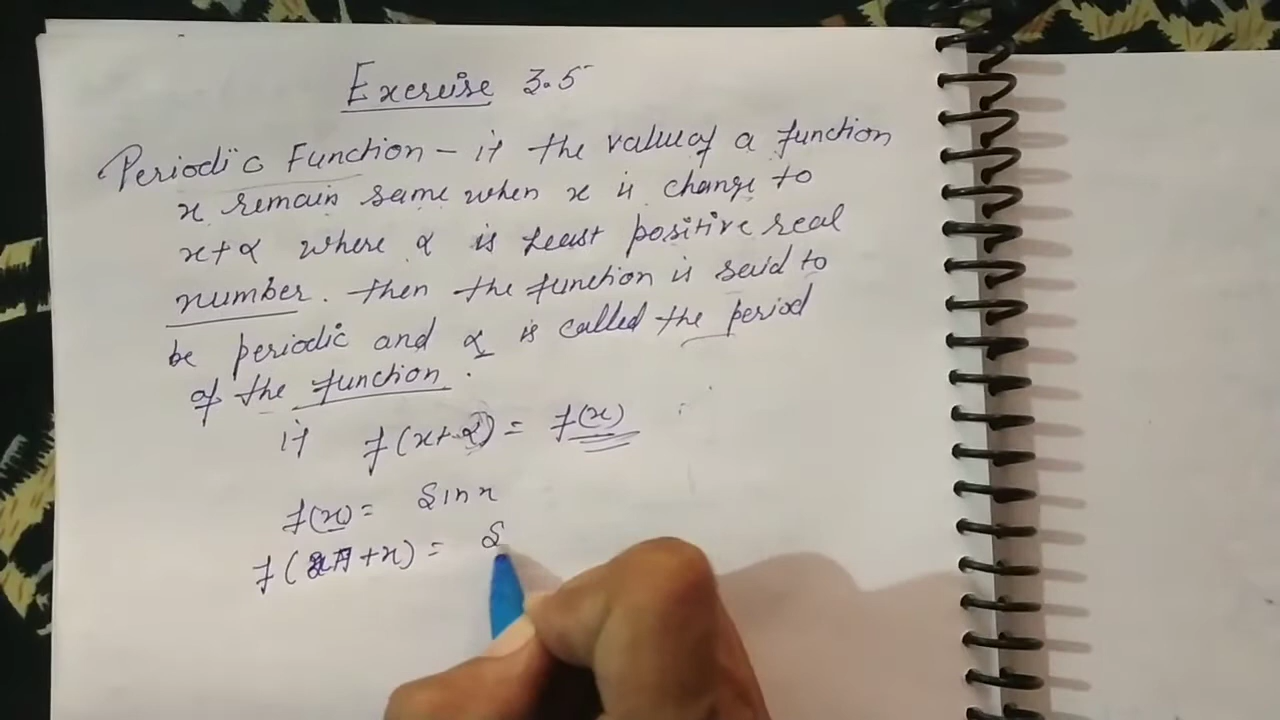 Exercise 3.5
Periodic Function - if the value of a function
x remain same when x is change to
x+α where α is least positive real
number. then the function is said to
be periodic and α is called the period
of the function.
if f(x+α) = f(x)
f(x) = Sinx
f(2π+x) = S